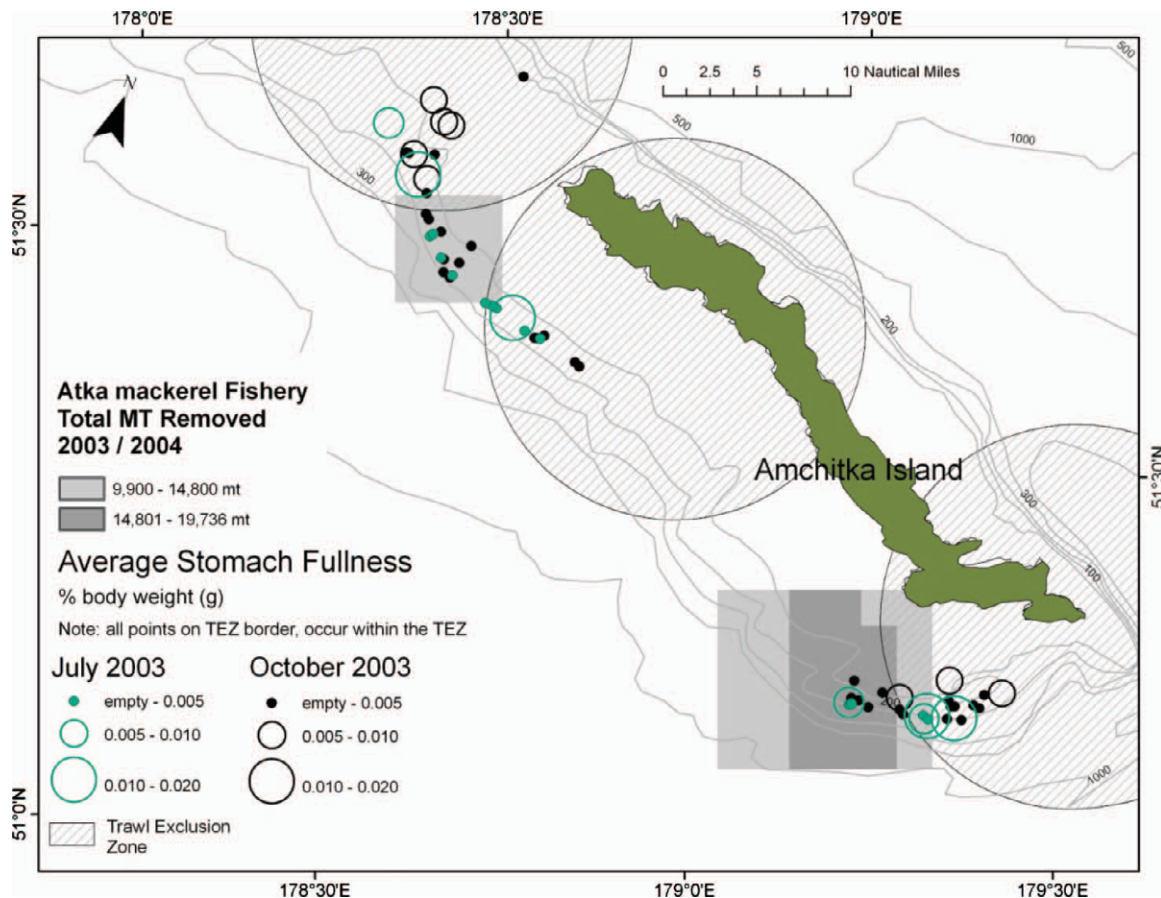 178°0'E
178°30'E
179°0'E
N
0 2.5 5 10 Nautical Miles
500
500
1000
300
200
51°30'N
51°30'N
Atka mackerel Fishery
Total MT Removed
2003 / 2004
9,900 - 14,800 mt
14,801 - 19,736 mt
Amchitka Island
300
100
Average Stomach Fullness
% body weight (g)
Note: all points on TEZ border, occur within the TEZ
July 2003
October 2003
empty - 0.005
empty - 0.005
0.005 - 0.010
0.005 - 0.010
0.010 - 0.020
0.010 - 0.020
200
1000
Trawl Exclusion
Zone
51°0'N
178°30'E
179°0'E
179°30'E